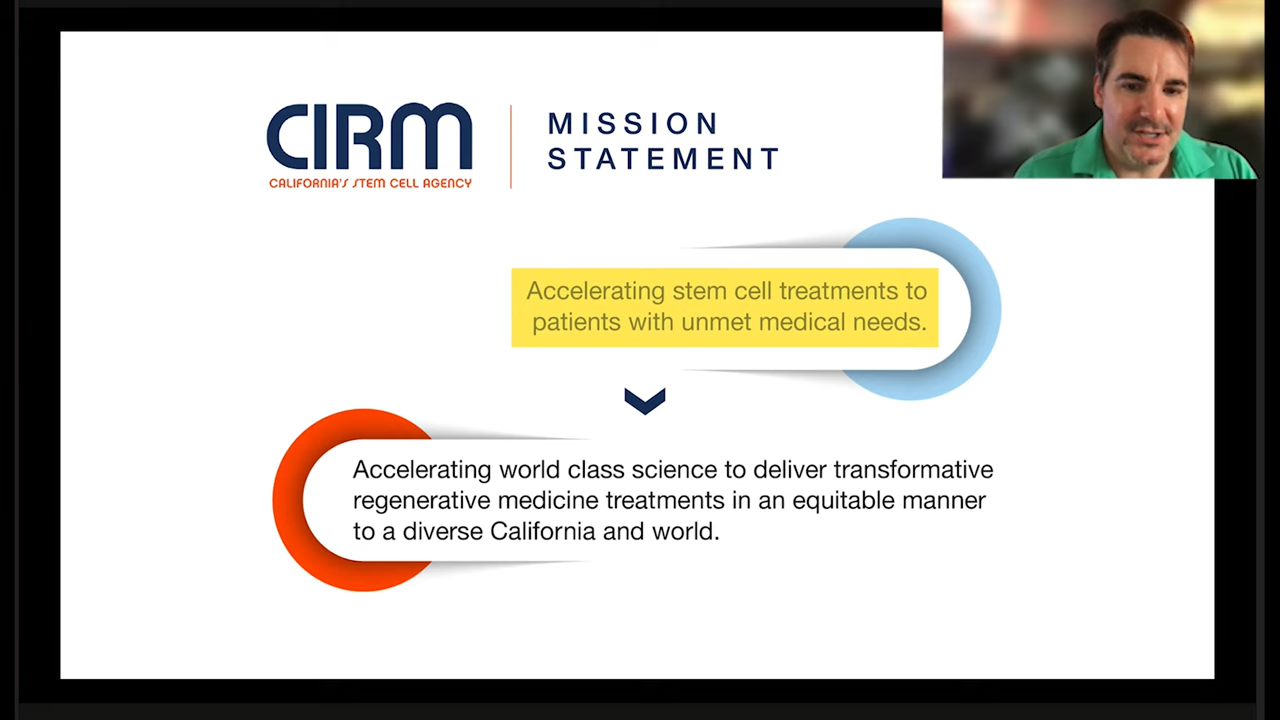 CIRM
CALIFORNIA'S STEM CELL AGENCY
MISSION
STATEMENT
Accelerating stem cell treatments to
patients with unmet medical needs.
Accelerating world class science to deliver transformative
regenerative medicine treatments in an equitable manner
to a diverse California and world.